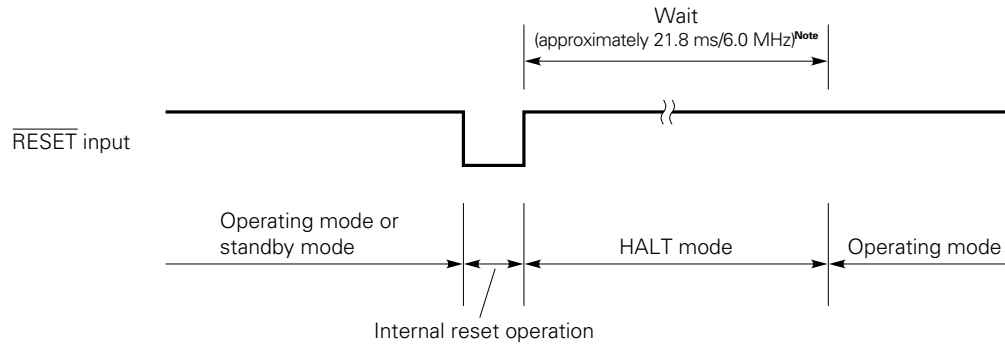 Wait
(approximately 21.8 ms/6.0 MHz)Note
RESET input
Operating mode or
standby mode
HALT mode
Operating mode
Internal reset operation